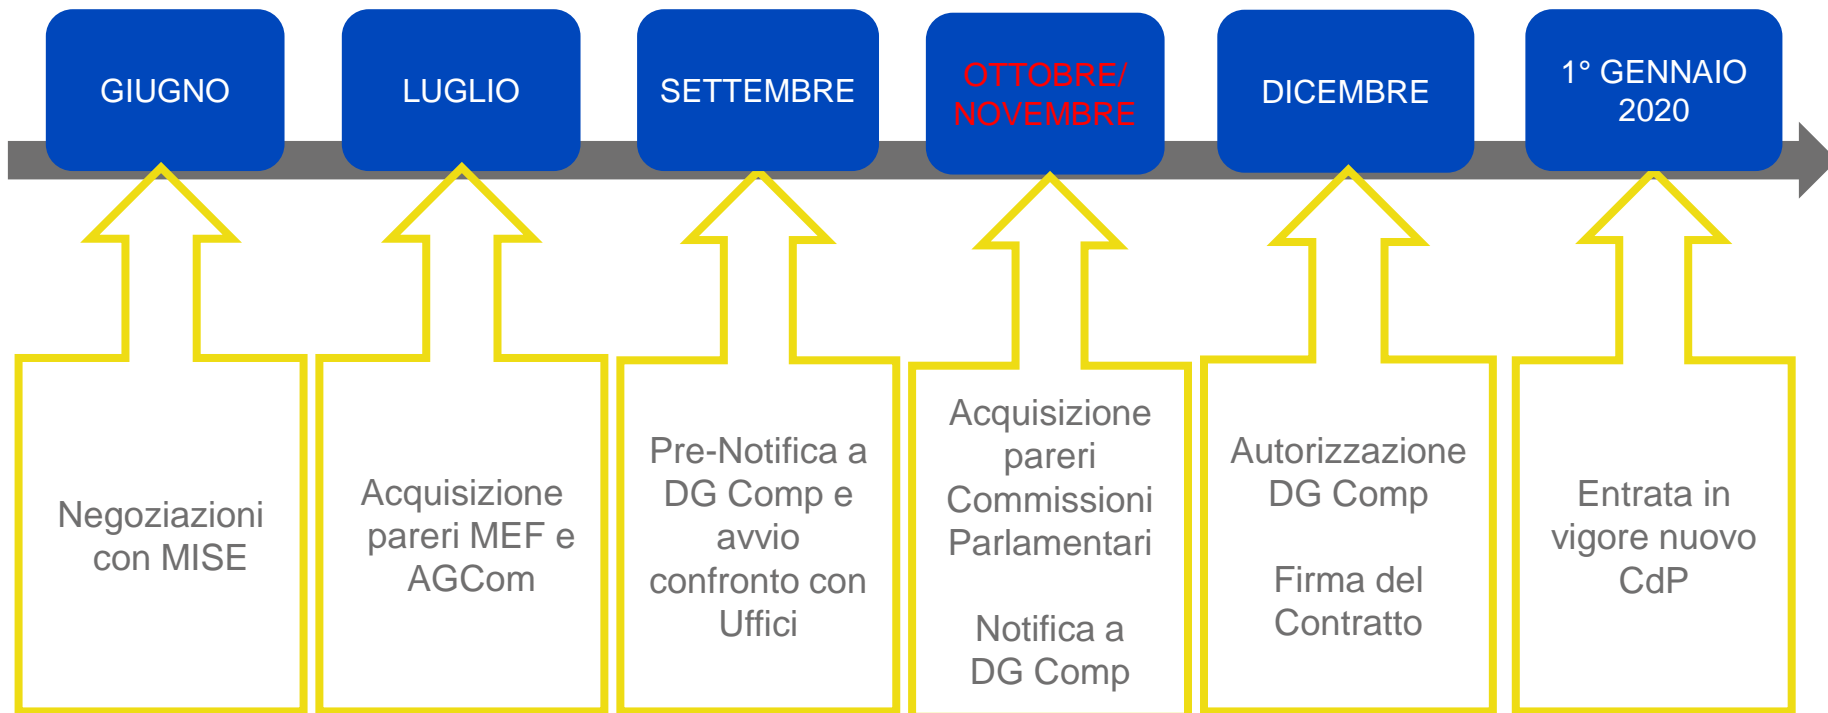 GIUGNO
LUGLIO
SETTEMBRE
OTTOBRE/
NOVEMBRE
DICEMBRE
1° GENNAIO
2020
Negoziazioni
con MISE
Acquisizione
pareri MEF e
AGCom
Pre-Notifica a
DG Comp e
avvio
confronto con
Uffici
Acquisizione
pareri
Commissioni
Parlamentari
Notifica a
DG Comp
Autorizzazione
DG Comp
Firma del
Contratto
Entrata in
vigore nuovo
CdP